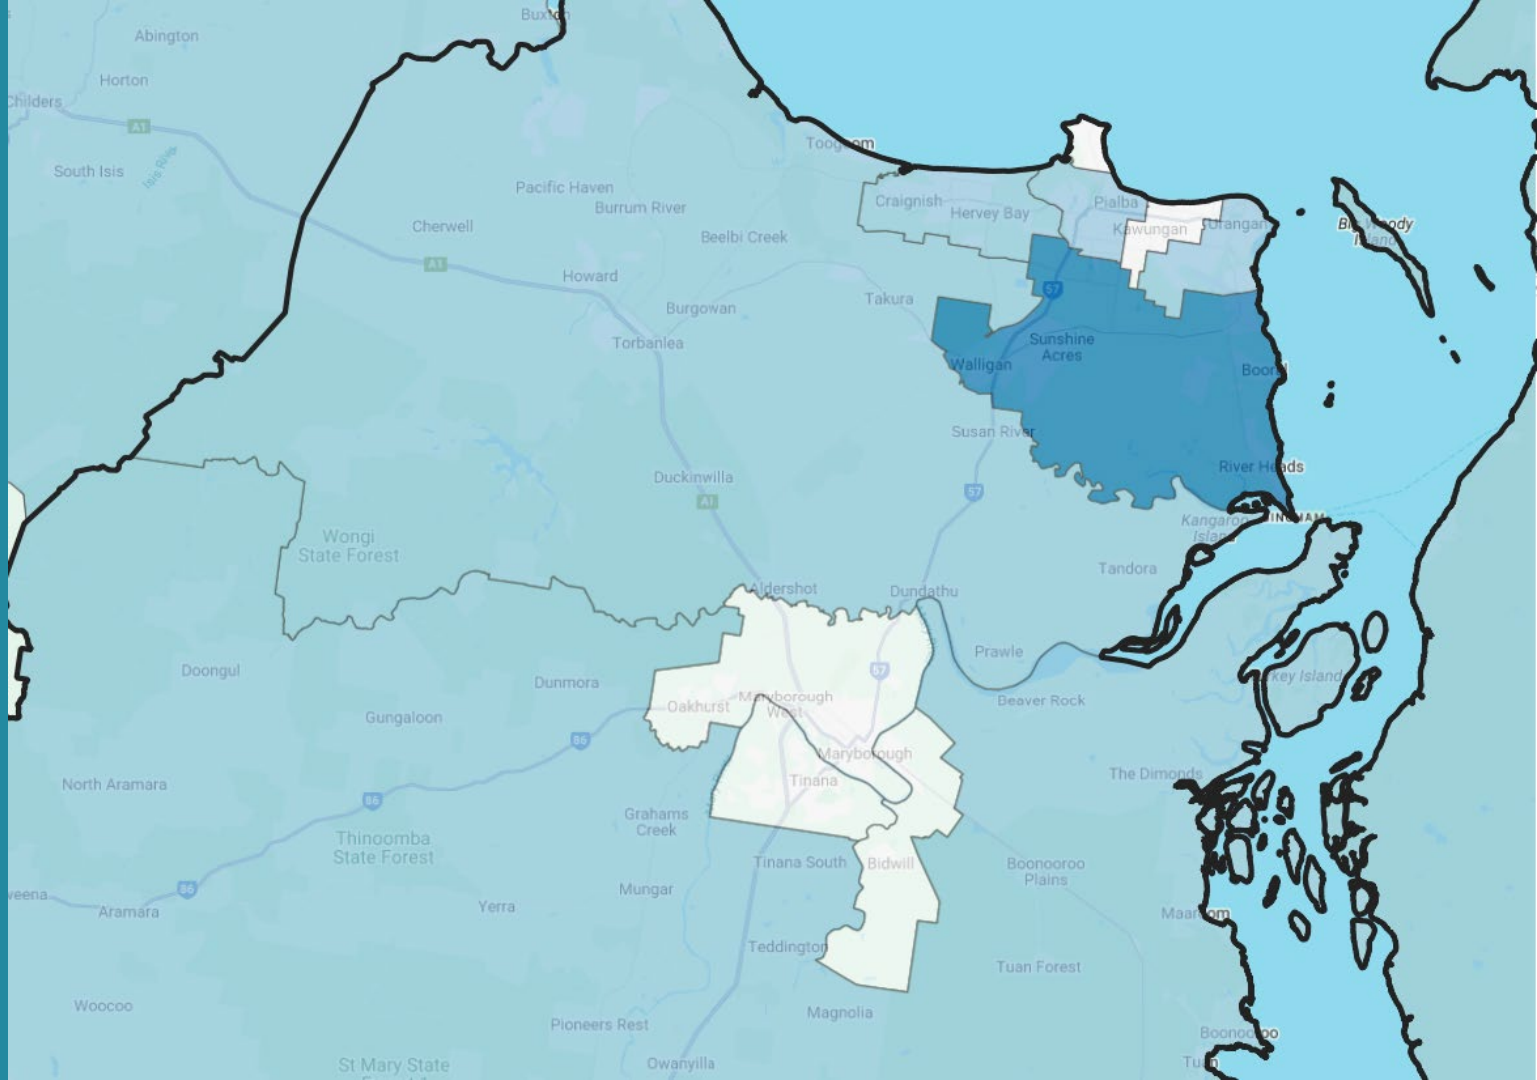 Buxton
Abington
Horton
Childers
A1
South Isis
Isis River
Toogoom
Pacific Haven
Burrum River
Craignish
Hervey Bay
Pialba
Kawungan
Urangan
Big Woody
Island
Cherwell
Beelbi Creek
A1
Howard
Burgowan
Takura
57
Torbanlea
Sunshine
Acres
Walligan
Susan River
River Heads
Duckinwilla
A1
57
Kangaroo
Island
Wongi
State Forest
Tandora
Aldershot
Dundathu
Prawle
Doongul
Dunmora
57
Beaver Rock
Gungaloon
Oakhurst
Maryborough
West
86
Maryborough
Tinana
The Dimonds
North Aramara
86
Grahams
Creek
Thinoomba
State Forest
Tinana South
Bidwill
Boonooroo
Plains
Mungar
86
Aramara
Yerra
Maaroom
Teddington
Tuan Forest
Woocoo
Magnolia
Pioneers Rest
Boonooroo
St Mary State
Owanyilla